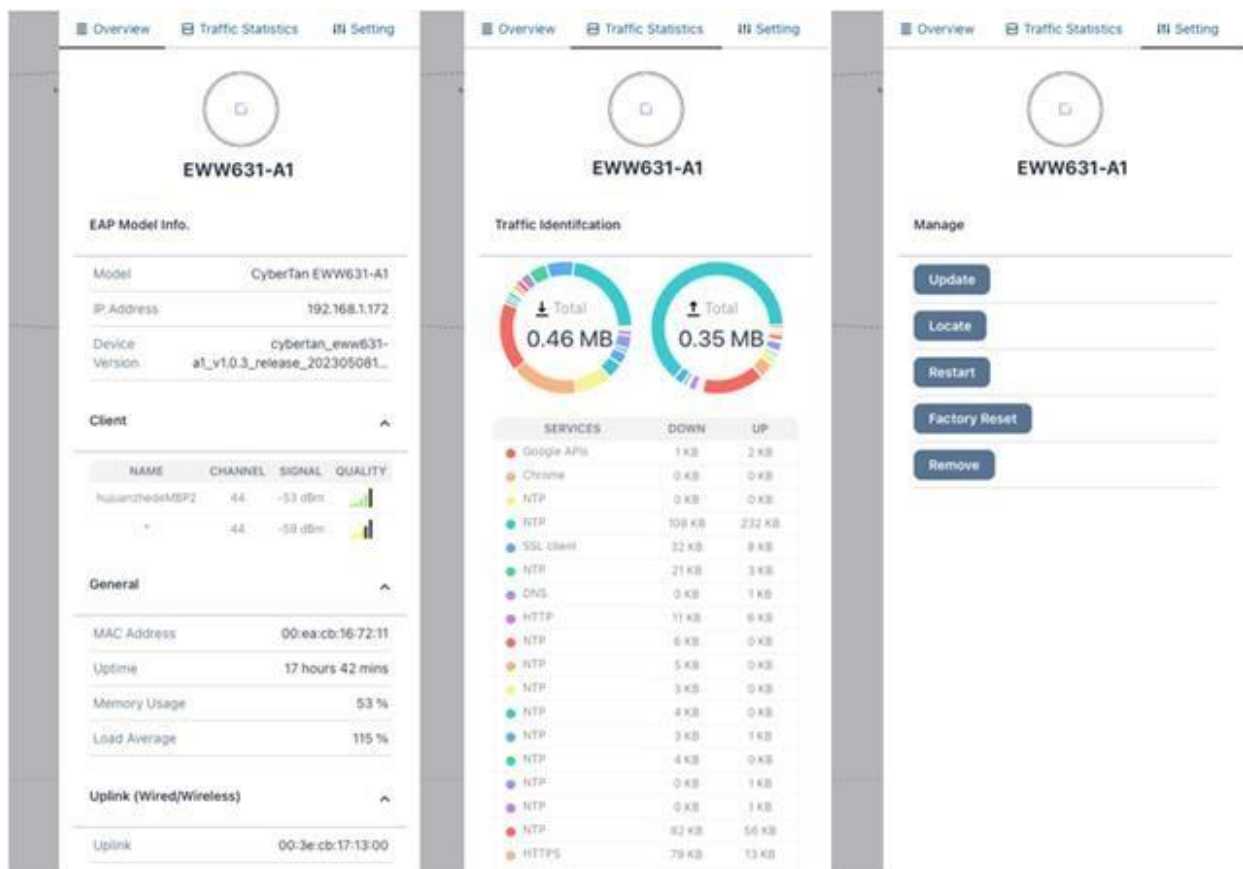 Overview Traffic Statistics Setting
EWW631-A1
EAP Model Info.
Model CyberTan EWW631-A1
IP Address 192.168.1.172
Device cybertan_eww631-
Version a1_v1.0.3_release_202305081...
Client
NAME CHANNEL SIGNAL QUALITY
44 -53 dBm
* 44 -59 dBm
General
MAC Address 00:ea:cb:16:72:11
Uptime 17 hours 42 mins
Memory Usage 53 %
Load Average 115 %
Uplink (Wired/Wireless)
Uplink 00:3e:cb:17:13:00
Overview Traffic Statistics Setting
EWW631-A1
Traffic Identifcation
Total
0.46 MB
Total
0.35 MB
SERVICES DOWN UP
Google APIs 1 KB 2 KB
Chrome 0 KB 0 KB
NTP 0 KB 0 KB
NTP 109 KB 232 KB
SSL client 32 KB 8 KB
NTP 21 KB 3 KB
DNS 0 KB 1 KB
HTTP 11 KB 6 KB
NTP 6 KB 0 KB
NTP 5 KB 0 KB
NTP 3 KB 0 KB
NTP 4 KB 0 KB
NTP 3 KB 1 KB
NTP 4 KB 0 KB
NTP 0 KB 1 KB
NTP 0 KB 1 KB
NTP 82 KB 56 KB
HTTPS 79 KB 13 KB
Overview Traffic Statistics Setting
EWW631-A1
Manage
Update
Locate
Restart
Factory Reset
Remove